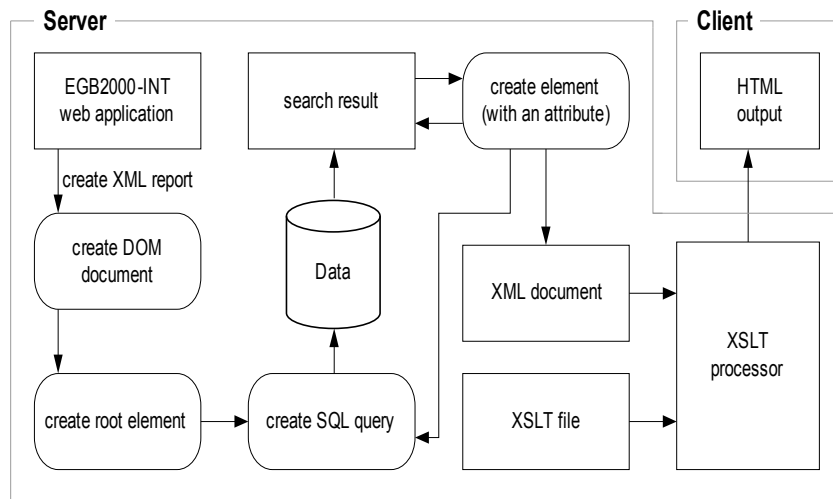 Server
Client
EGB2000-INT
web application
search result
create element
(with an attribute)
HTML
output
create XML report
create DOM
document
Data
XML document
XSLT
processor
create root element
create SQL query
XSLT file